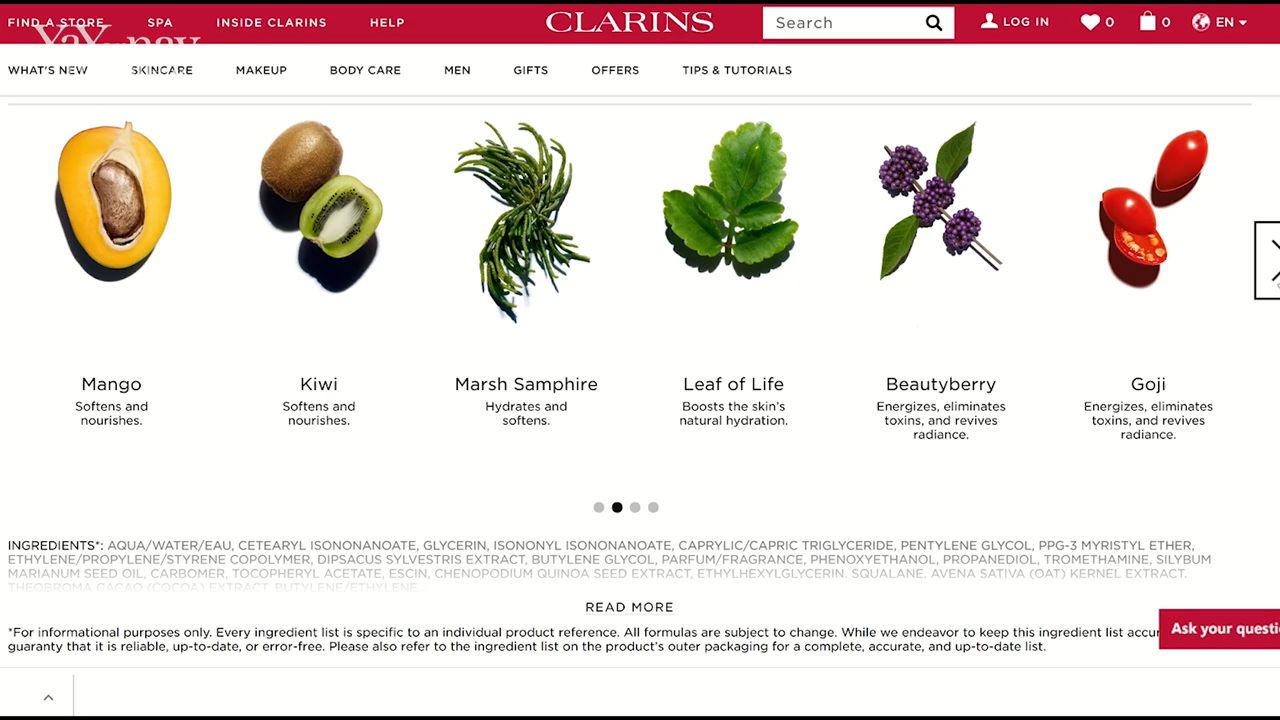 FIND A STORE SPA INSIDE CLARINS HELP CLARINS Search LOG IN 0 0 EN
WHAT'S NEW SKINCARE MAKEUP BODY CARE MEN GIFTS OFFERS TIPS & TUTORIALS
Mango Kiwi Marsh Samphire Leaf of Life Beautyberry Goji
Softens and Softens and Hydrates and Boosts the skin's Energizes, eliminates Energizes, eliminates
nourishes. nourishes. softens. natural hydration. toxins, and revives toxins, and revives
radiance. radiance.
INGREDIENTS*: AQUA/WATER/EAU, CETEARYL ISONONANOATE, GLYCERIN, ISONONYL ISONONANOATE, CAPRYLIC/CAPRIC TRIGLYCERIDE, PENTYLENE GLYCOL, PPG-3 MYRISTYL ETHER,
ETHYLENE/PROPYLENE/STYRENE COPOLYMER, DIPSACUS SYLVESTRIS EXTRACT, BUTYLENE GLYCOL, PARFUM/FRAGRANCE, PHENOXYETHANOL, PROPANEDIOL, TROMETHAMINE, SILYBUM
MARIANUM SEED OIL, CARBOMER, TOCOPHERYL ACETATE, ESCIN, CHENOPODIUM QUINOA SEED EXTRACT, ETHYLHEXYLGLYCERIN, SQUALANE, AVENA SATIVA (OAT) KERNEL EXTRACT,
THEOBROMA CACAO (COCOA) EXTRACT, BUTYLENE/ETHYLENE...
READ MORE
*For informational purposes only. Every ingredient list is specific to an individual product reference. All formulas are subject to change. While we endeavor to keep this ingredient list accur
guaranty that it is reliable, up-to-date, or error-free. Please also refer to the ingredient list on the product's outer packaging for a complete, accurate, and up-to-date list.
Ask your questi